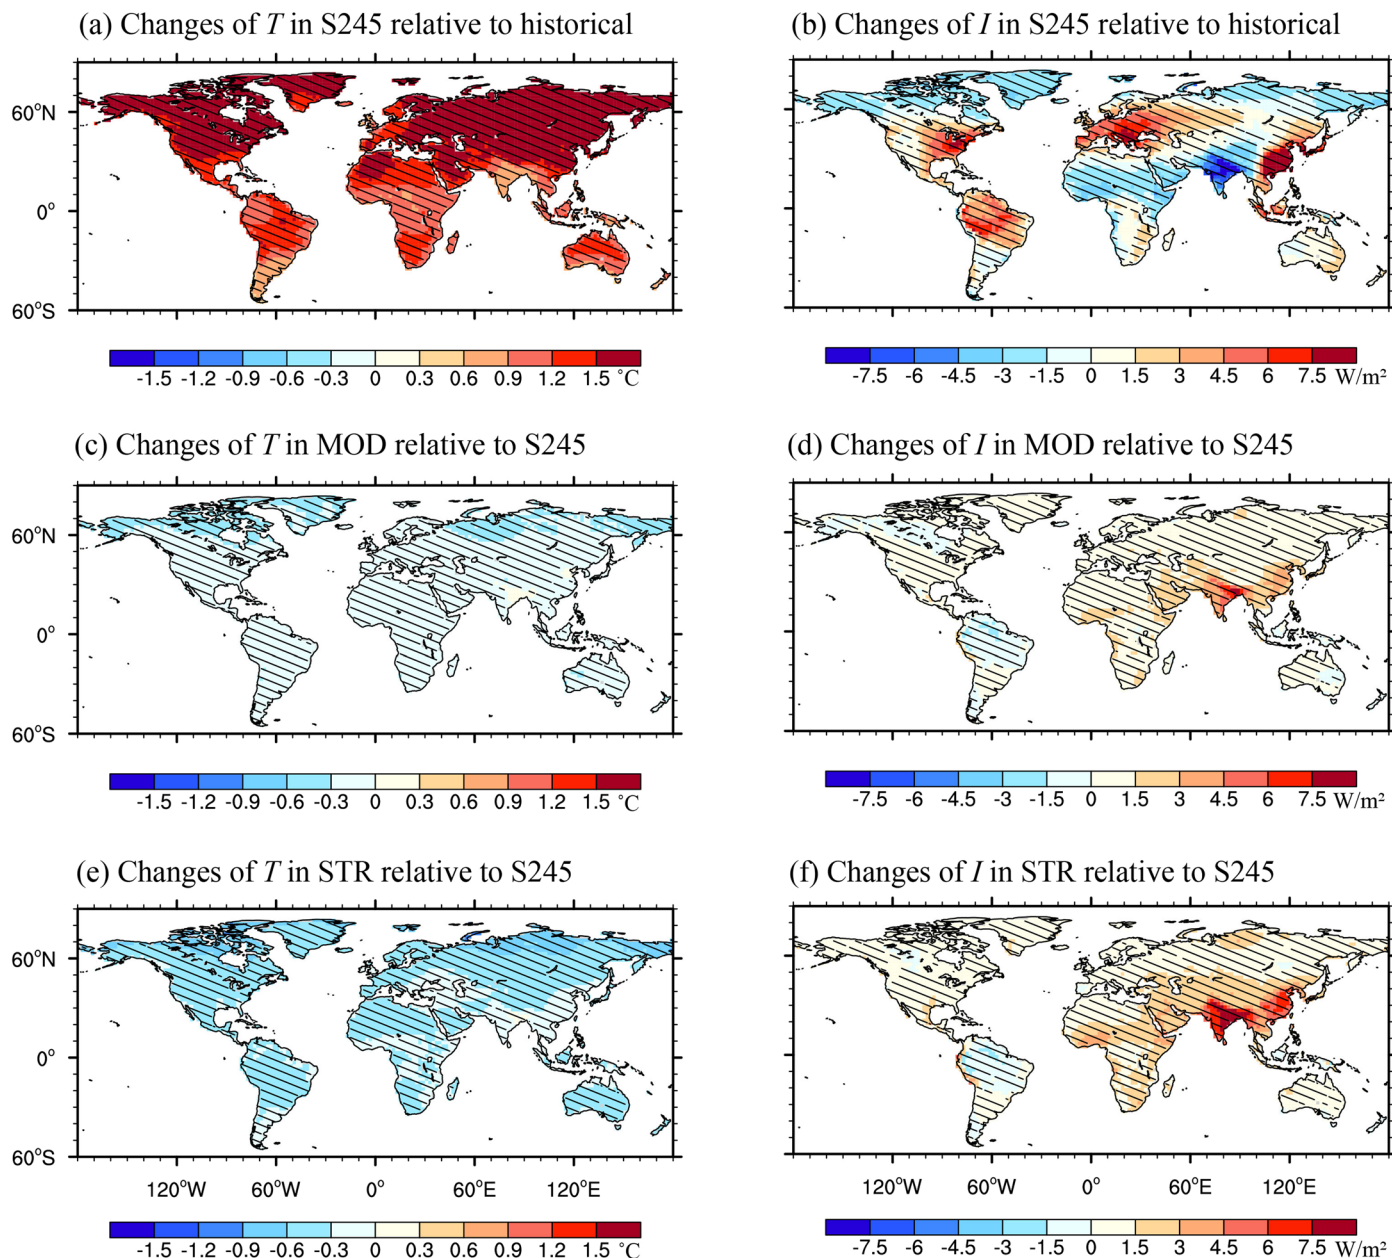 (a) Changes of T in S245 relative to historical
(b) Changes of I in S245 relative to historical
60°N
0°
60°S
-1.5 -1.2 -0.9 -0.6 -0.3 0 0.3 0.6 0.9 1.2 1.5 °C
-7.5 -6 -4.5 -3 -1.5 0 1.5 3 4.5 6 7.5 W/m²
(c) Changes of T in MOD relative to S245
(d) Changes of I in MOD relative to S245
60°N
0°
60°S
-1.5 -1.2 -0.9 -0.6 -0.3 0 0.3 0.6 0.9 1.2 1.5 °C
-7.5 -6 -4.5 -3 -1.5 0 1.5 3 4.5 6 7.5 W/m²
(e) Changes of T in STR relative to S245
(f) Changes of I in STR relative to S245
60°N
0°
60°S
120°W 60°W 0° 60°E 120°E
120°W 60°W 0° 60°E 120°E
-1.5 -1.2 -0.9 -0.6 -0.3 0 0.3 0.6 0.9 1.2 1.5 °C
-7.5 -6 -4.5 -3 -1.5 0 1.5 3 4.5 6 7.5 W/m²